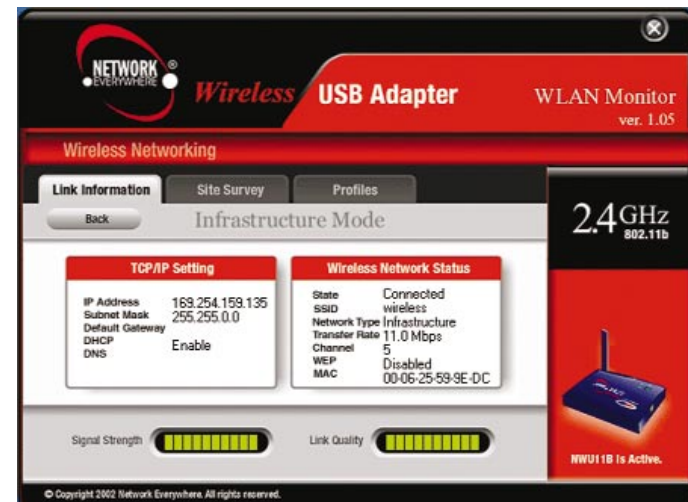 NETWORK ®
EVERYWHERE
Wireless USB Adapter
WLAN Monitor
ver. 1.05
Wireless Networking
Link Information Site Survey Profiles
Back Infrastructure Mode
2.4 GHz
802.11b
TCP/IP Setting
IP Address 169.254.159.135
Subnet Mask 255.255.0.0
Default Gateway
DHCP Enable
DNS
Wireless Network Status
State Connected
SSID wireless
Network Type Infrastructure
Transfer Rate 11.0 Mbps
Channel 5
WEP Disabled
MAC 00-06-25-59-9E-DC
Signal Strength Link Quality
NWU11B Is Active.
© Copyright 2002 Network Everywhere. All rights reserved.